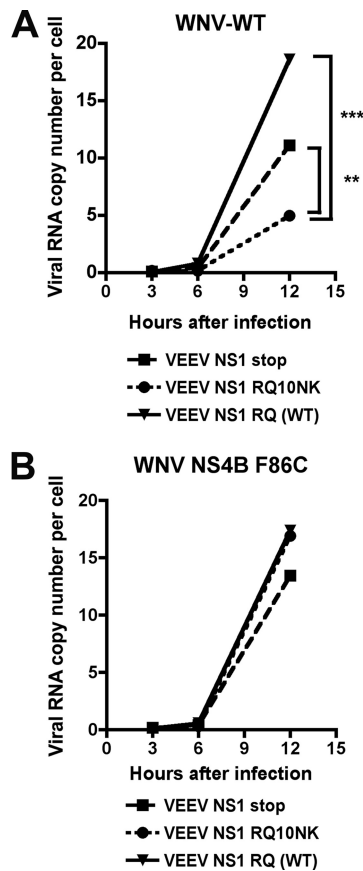 A
WNV-WT
Viral RNA copy number per cell
20
15
10
5
0
0 3 6 9 12 15
***
**
Hours after infection
VEEV NS1 stop
VEEV NS1 RQ10NK
VEEV NS1 RQ (WT)
B
WNV NS4B F86C
Viral RNA copy number per cell
20
15
10
5
0
0 3 6 9 12 15
Hours after infection
VEEV NS1 stop
VEEV NS1 RQ10NK
VEEV NS1 RQ (WT)